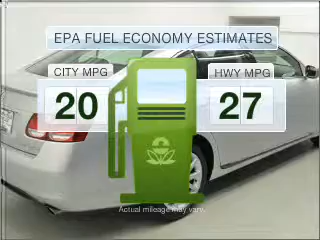 EPA FUEL ECONOMY ESTIMATES
CITY MPG
HWY MPG
20
27
Actual mileage may vary.